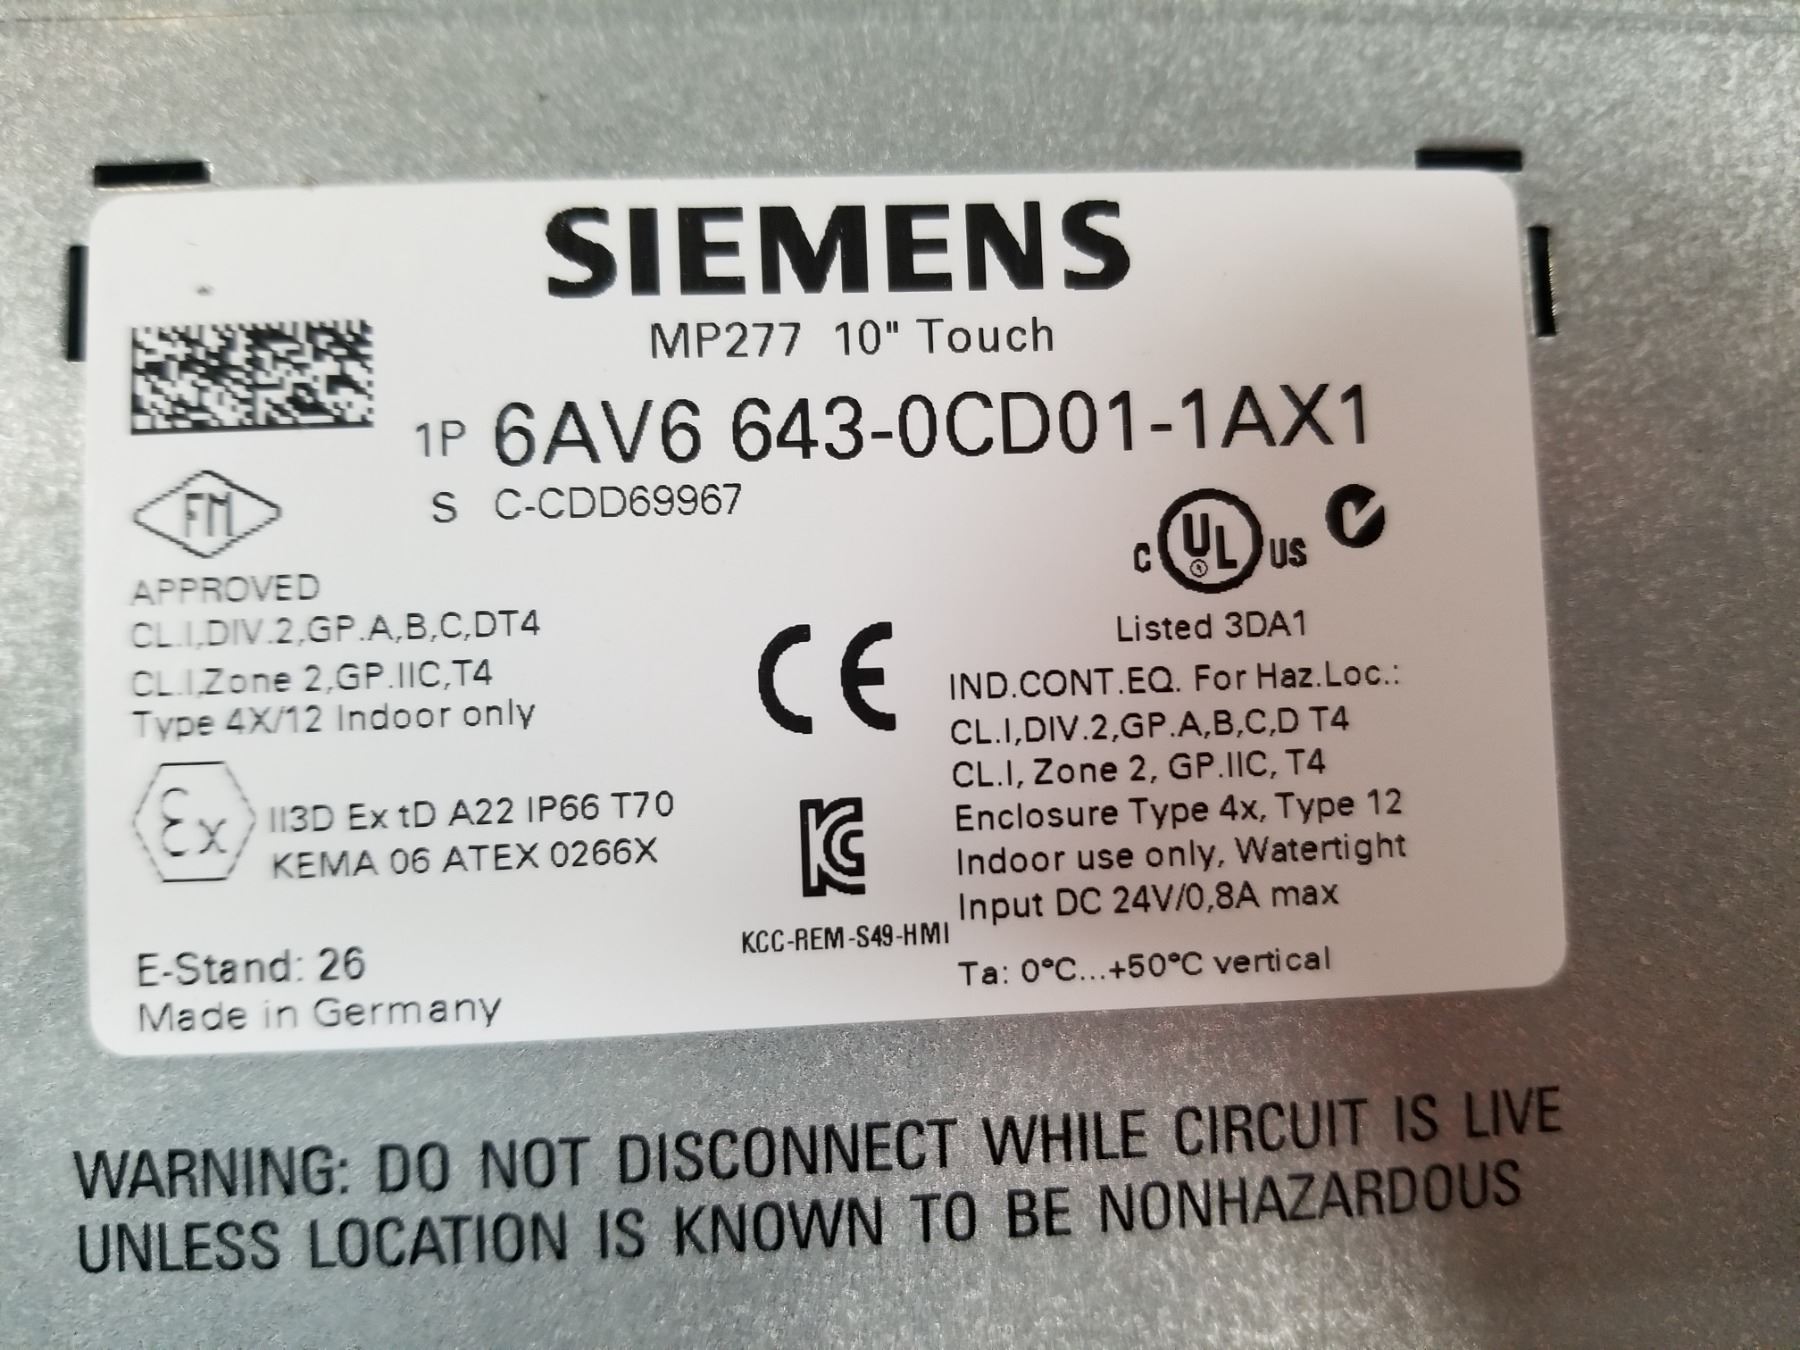 SIEMENS
MP277 10" Touch
1P 6AV6 643-0CD01-1AX1
S C-CDD69967
FM
APPROVED
CL.I,DIV.2,GP.A,B,C,DT4
CL.I,Zone 2,GP.IIC,T4
Type 4X/12 Indoor only
Ex II3D Ex tD A22 IP66 T70
KEMA 06 ATEX 0266X
E-Stand: 26
Made in Germany
CE
KC
KCC-REM-S49-HMI
C UL US
Listed 3DA1
IND.CONT.EQ. For Haz.Loc.:
CL.I,DIV.2,GP.A,B,C,D T4
CL.I, Zone 2, GP.IIC, T4
Enclosure Type 4x, Type 12
Indoor use only, Watertight
Input DC 24V/0,8A max
Ta: 0°C...+50°C vertical
WARNING: DO NOT DISCONNECT WHILE CIRCUIT IS LIVE
UNLESS LOCATION IS KNOWN TO BE NONHAZARDOUS